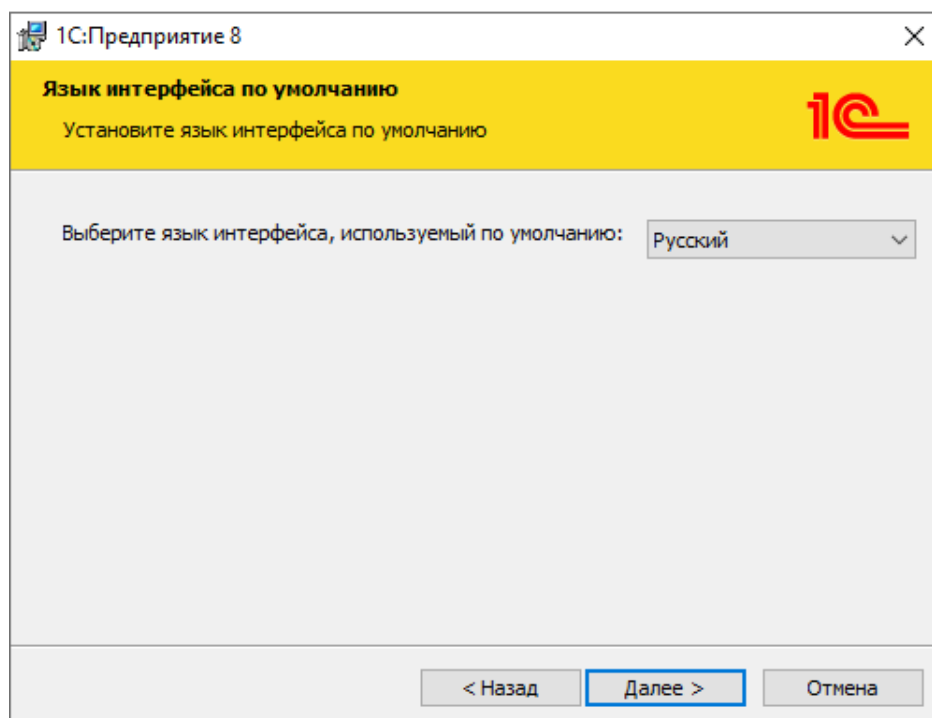 1С:Предприятие 8
Язык интерфейса по умолчанию
Установите язык интерфейса по умолчанию
1С
Выберите язык интерфейса, используемый по умолчанию: Русский
< Назад Далее > Отмена